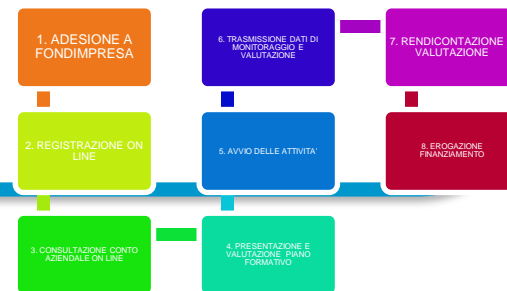 1. ADESIONE A
FONDIMPRESA
2. REGISTRAZIONE ON
LINE
3. CONSULTAZIONE CONTO
AZIENDALE ON LINE
4. PRESENTAZIONE E
VALUTAZIONE PIANO
FORMATIVO
5. AVVIO DELLE ATTIVITA'
6. TRASMISSIONE DATI DI
MONITORAGGIO E
VALUTAZIONE
7. RENDICONTAZIONE
VALUTAZIONE
8. EROGAZIONE
FINANZIAMENTO